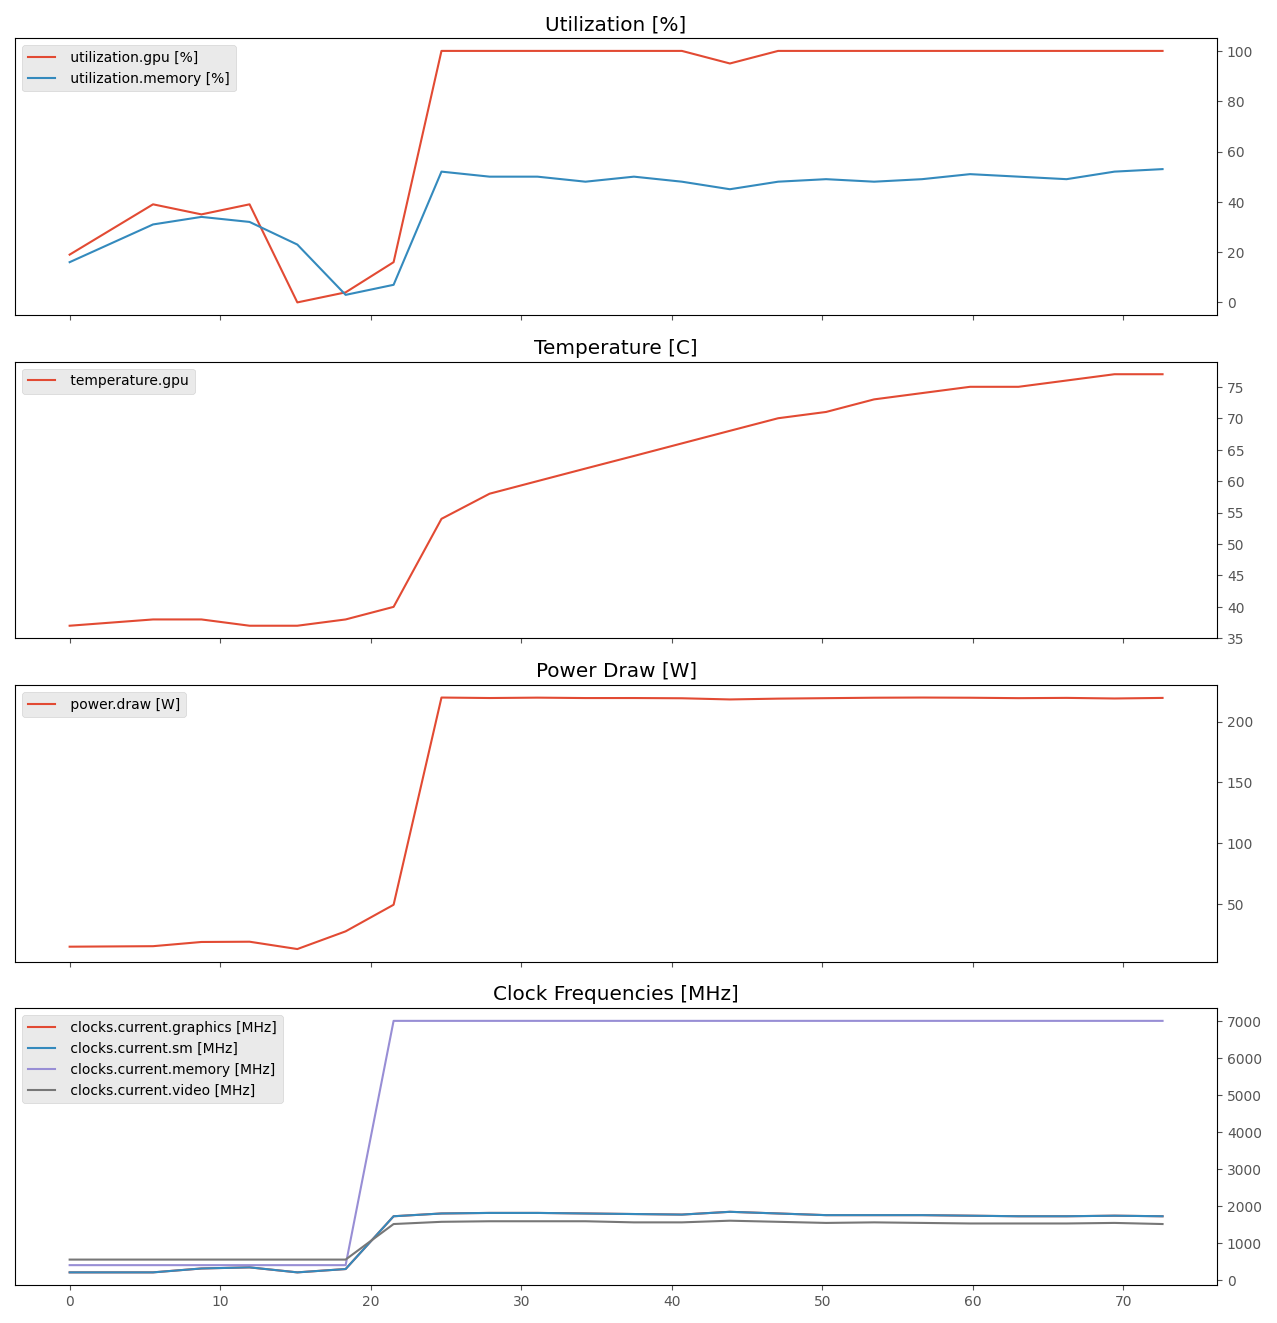 Utilization [%]
utilization.gpu [%]
utilization.memory [%]
100
80
60
40
20
0
Temperature [C]
temperature.gpu
75
70
65
60
55
50
45
40
35
Power Draw [W]
power.draw [W]
200
150
100
50
Clock Frequencies [MHz]
clocks.current.graphics [MHz]
clocks.current.sm [MHz]
clocks.current.memory [MHz]
clocks.current.video [MHz]
7000
6000
5000
4000
3000
2000
1000
0
0 10 20 30 40 50 60 70